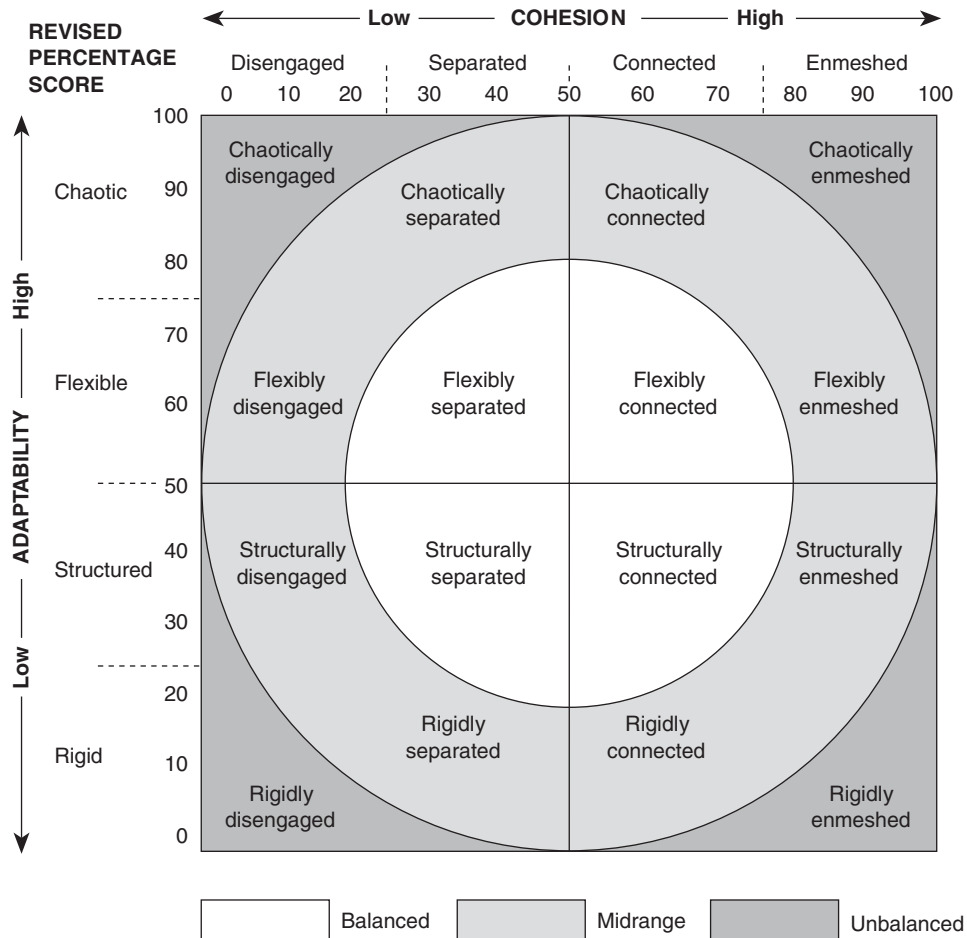 Low COHESION High
REVISED
PERCENTAGE
SCORE
Disengaged Separated Connected Enmeshed
0 10 20 30 40 50 60 70 80 90 100
100
Chaotically
disengaged
Chaotically
enmeshed
Chaotic
90
Chaotically
separated
Chaotically
connected
80
High
70
Flexible
60
Flexibly
disengaged
Flexibly
separated
Flexibly
connected
Flexibly
enmeshed
ADAPTABILITY
50
40
Structured
Structurally
disengaged
Structurally
separated
Structurally
connected
Structurally
enmeshed
30
Low
20
Rigidly
separated
Rigidly
connected
Rigid
10
Rigidly
disengaged
Rigidly
enmeshed
0
Balanced Midrange Unbalanced